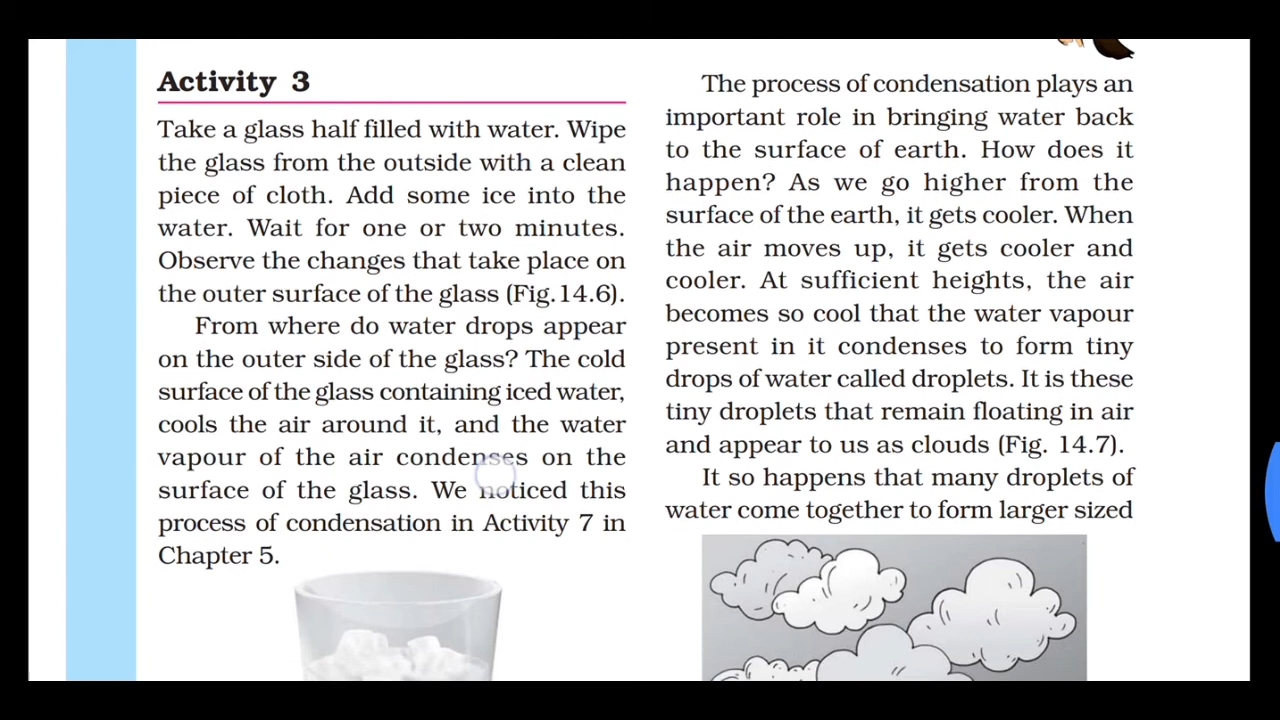 Activity 3
Take a glass half filled with water. Wipe
the glass from the outside with a clean
piece of cloth. Add some ice into the
water. Wait for one or two minutes.
Observe the changes that take place on
the outer surface of the glass (Fig.14.6).
From where do water drops appear
on the outer side of the glass? The cold
surface of the glass containing iced water,
cools the air around it, and the water
vapour of the air condenses on the
surface of the glass. We noticed this
process of condensation in Activity 7 in
Chapter 5.
The process of condensation plays an
important role in bringing water back
to the surface of earth. How does it
happen? As we go higher from the
surface of the earth, it gets cooler. When
the air moves up, it gets cooler and
cooler. At sufficient heights, the air
becomes so cool that the water vapour
present in it condenses to form tiny
drops of water called droplets. It is these
tiny droplets that remain floating in air
and appear to us as clouds (Fig. 14.7).
It so happens that many droplets of
water come together to form larger sized